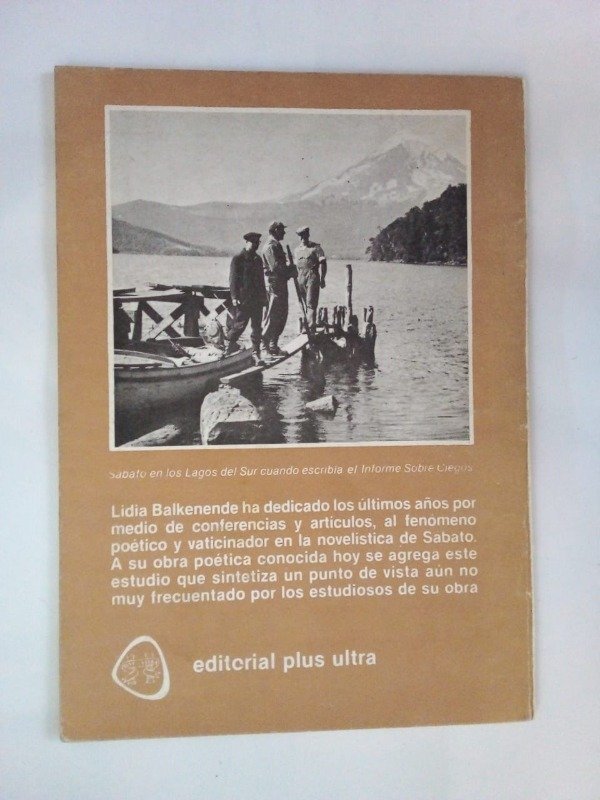 Sabato en los Lagos del Sur cuando escribía el Informe Sobre Ciegos
Lidia Balkenende ha dedicado los últimos años por
medio de conferencias y artículos, al fenómeno
poético y vaticinador en la novelística de Sabato.
A su obra poética conocida hoy se agrega este
estudio que sintetiza un punto de vista aún no
muy frecuentado por los estudiosos de su obra
editorial plus ultra